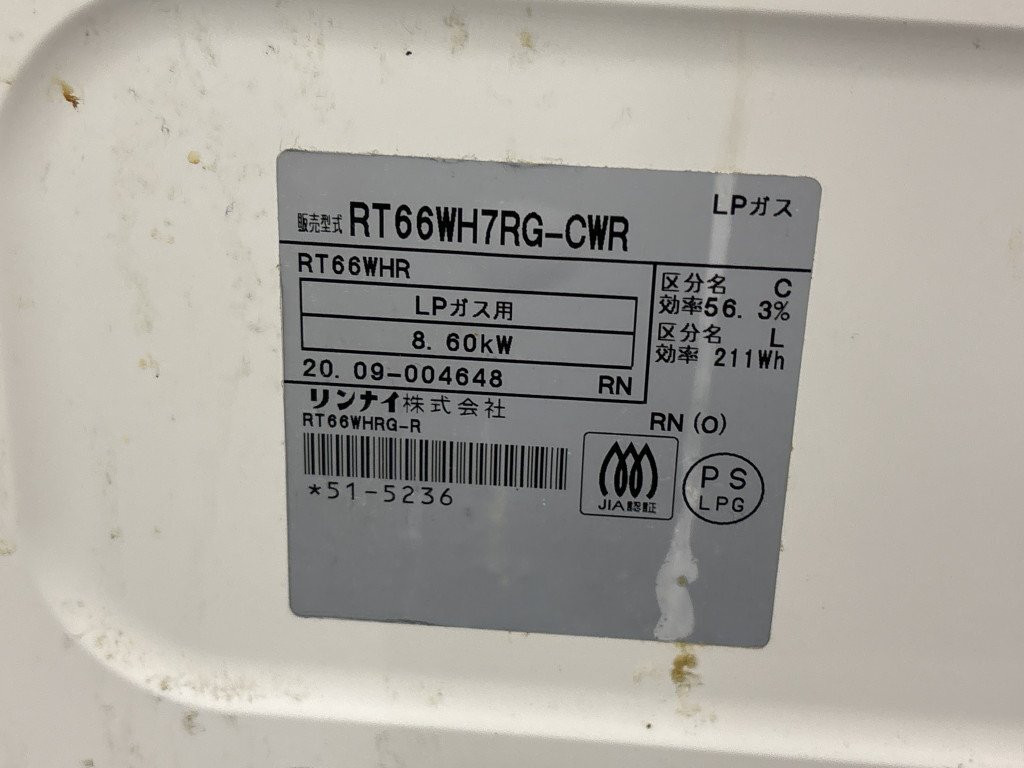 LPガス
販売型式 RT66WH7RG-CWR
RT66WHR
LPガス用
8.60kW
20.09-004648 RN
区分名 C
効率56.3%
区分名 L
効率 211Wh
リンナイ株式会社
RT66WHRG-R
RN(O)
*51-5236
JIA認証
PS
LPG